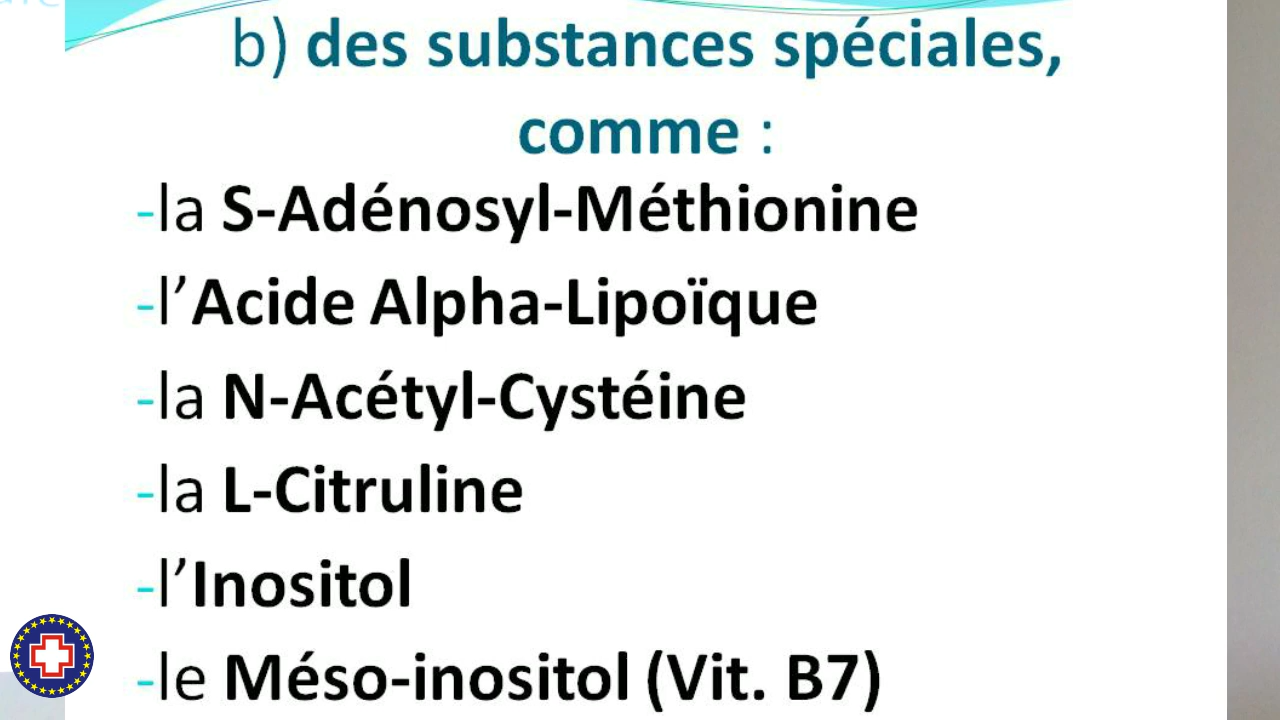 b) des substances spéciales,
comme :
-la S-Adénosyl-Méthionine
-l’Acide Alpha-Lipoïque
-la N-Acétyl-Cystéine
-la L-Citruline
-l’Inositol
-le Méso-inositol (Vit. B7)